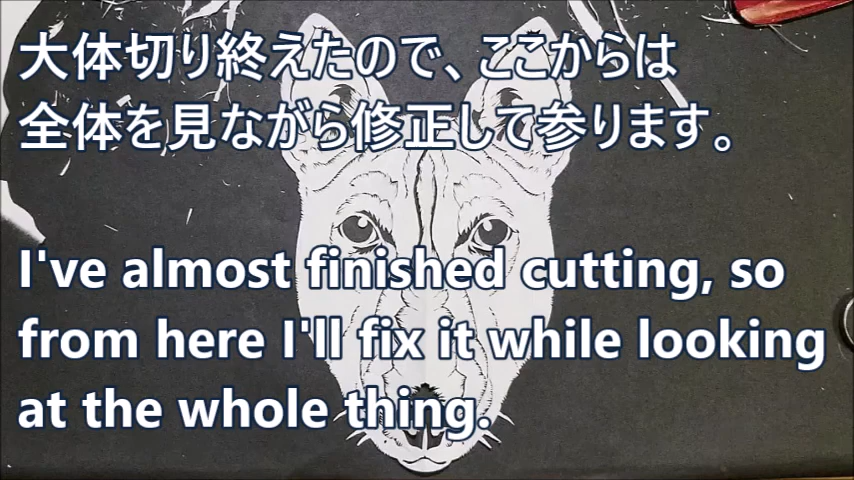 大体切り終えたので、ここからは
全体を見ながら修正して参ります。
I've almost finished cutting, so
from here I'll fix it while looking
at the whole thing.